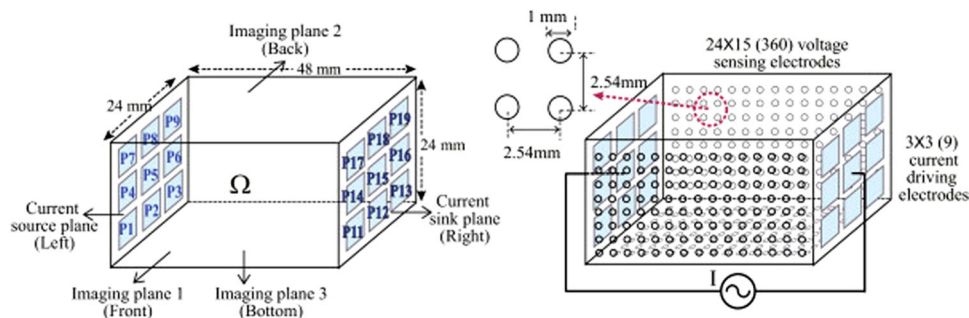 Imaging plane 2
(Back)
48 mm
24 mm
24 mm
P9
P8
P7
P6
P5
P4
P3
P2
P1
P19
P18
P17
P16
P15
P14
P13
P12
P11
Ω
Current
source plane
(Left)
Current
sink plane
(Right)
Imaging plane 1
(Front)
Imaging plane 3
(Bottom)
1 mm
2.54mm
2.54mm
24X15 (360) voltage
sensing electrodes
3X3 (9)
current
driving
electrodes
I